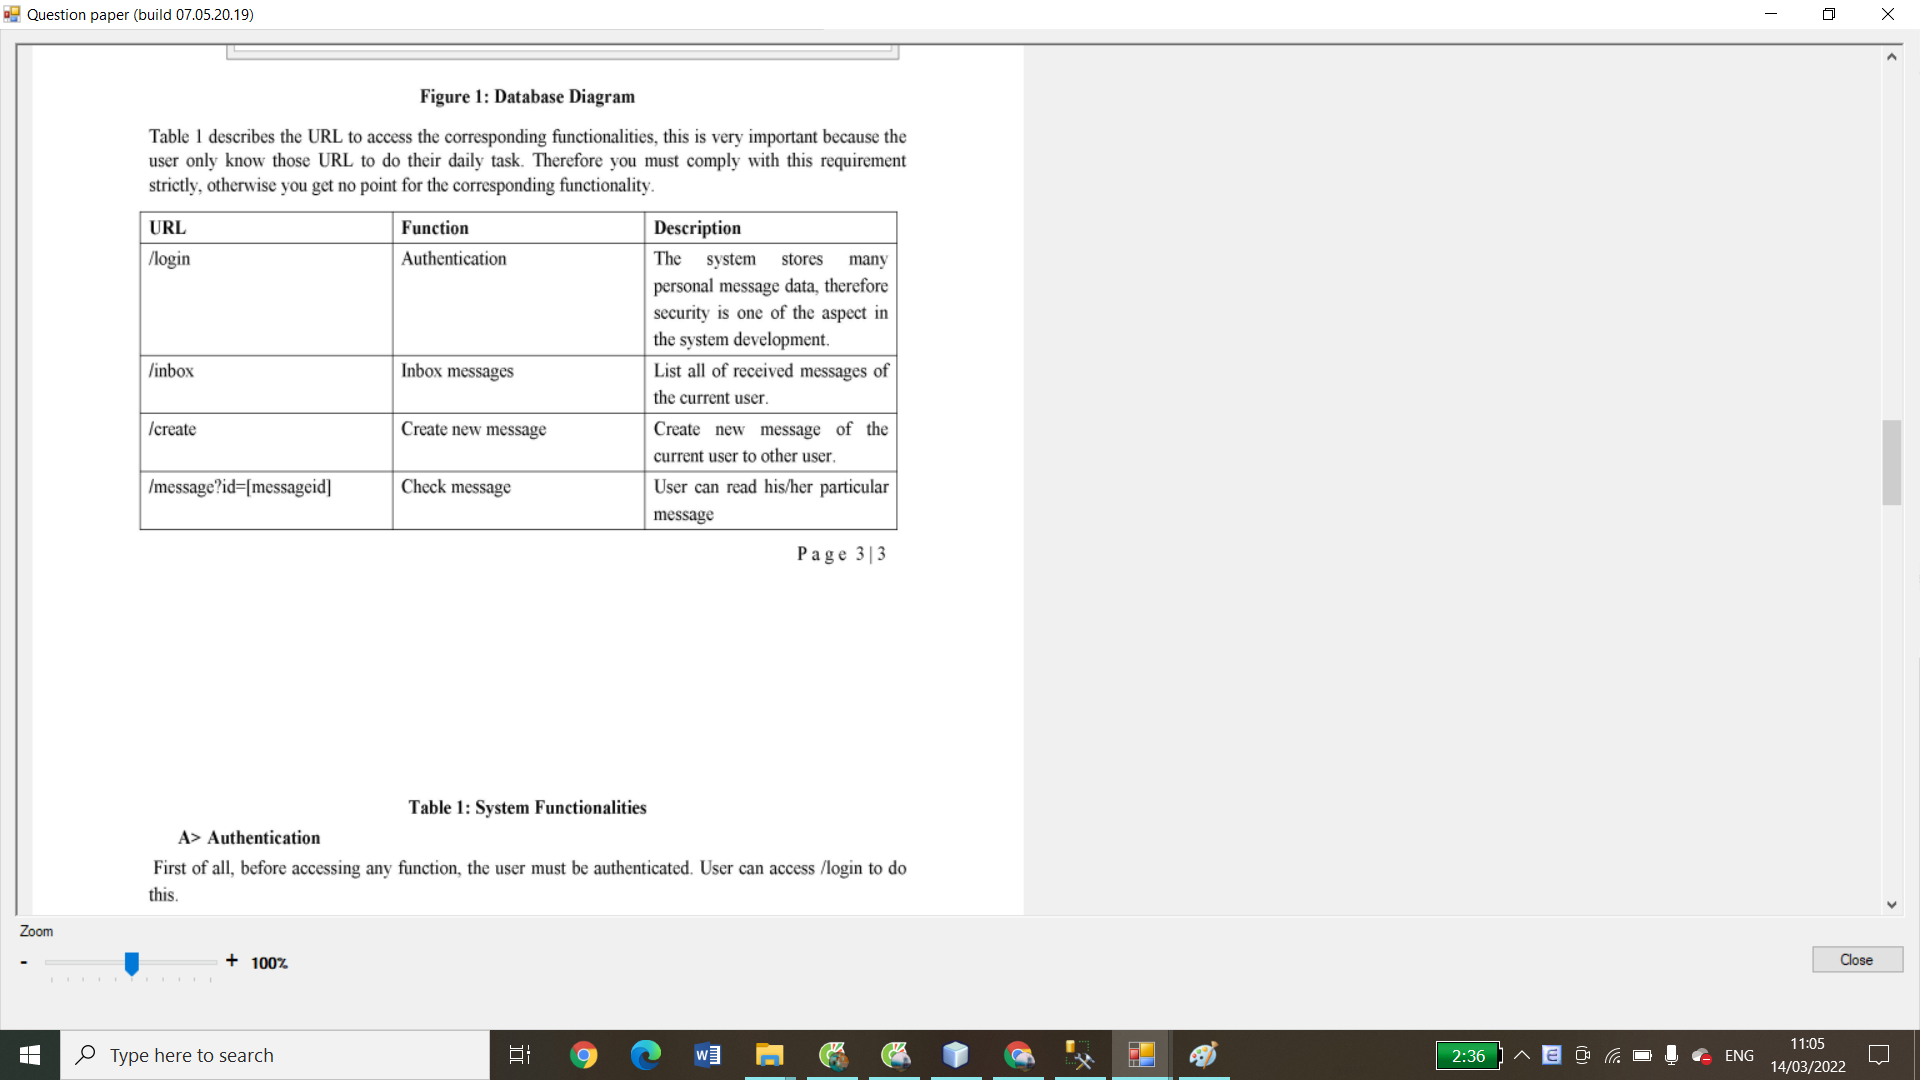 Question paper (build 07.05.20.19)
Figure 1: Database Diagram
Table 1 describes the URL to access the corresponding functionalities, this is very important because the
user only know those URL to do their daily task. Therefore you must comply with this requirement
strictly, otherwise you get no point for the corresponding functionality.
URL Function Description
/login Authentication The system stores many
personal message data, therefore
security is one of the aspect in
the system development.
/inbox Inbox messages List all of received messages of
the current user.
/create Create new message Create new message of the
current user to other user.
/message?id=[messageid] Check message User can read his/her particular
message
Page 3|3
Table 1: System Functionalities
A> Authentication
First of all, before accessing any function, the user must be authenticated. User can access /login to do
this.
Zoom
- + 100%
Close
Type here to search
2:36
ENG
11:05
14/03/2022